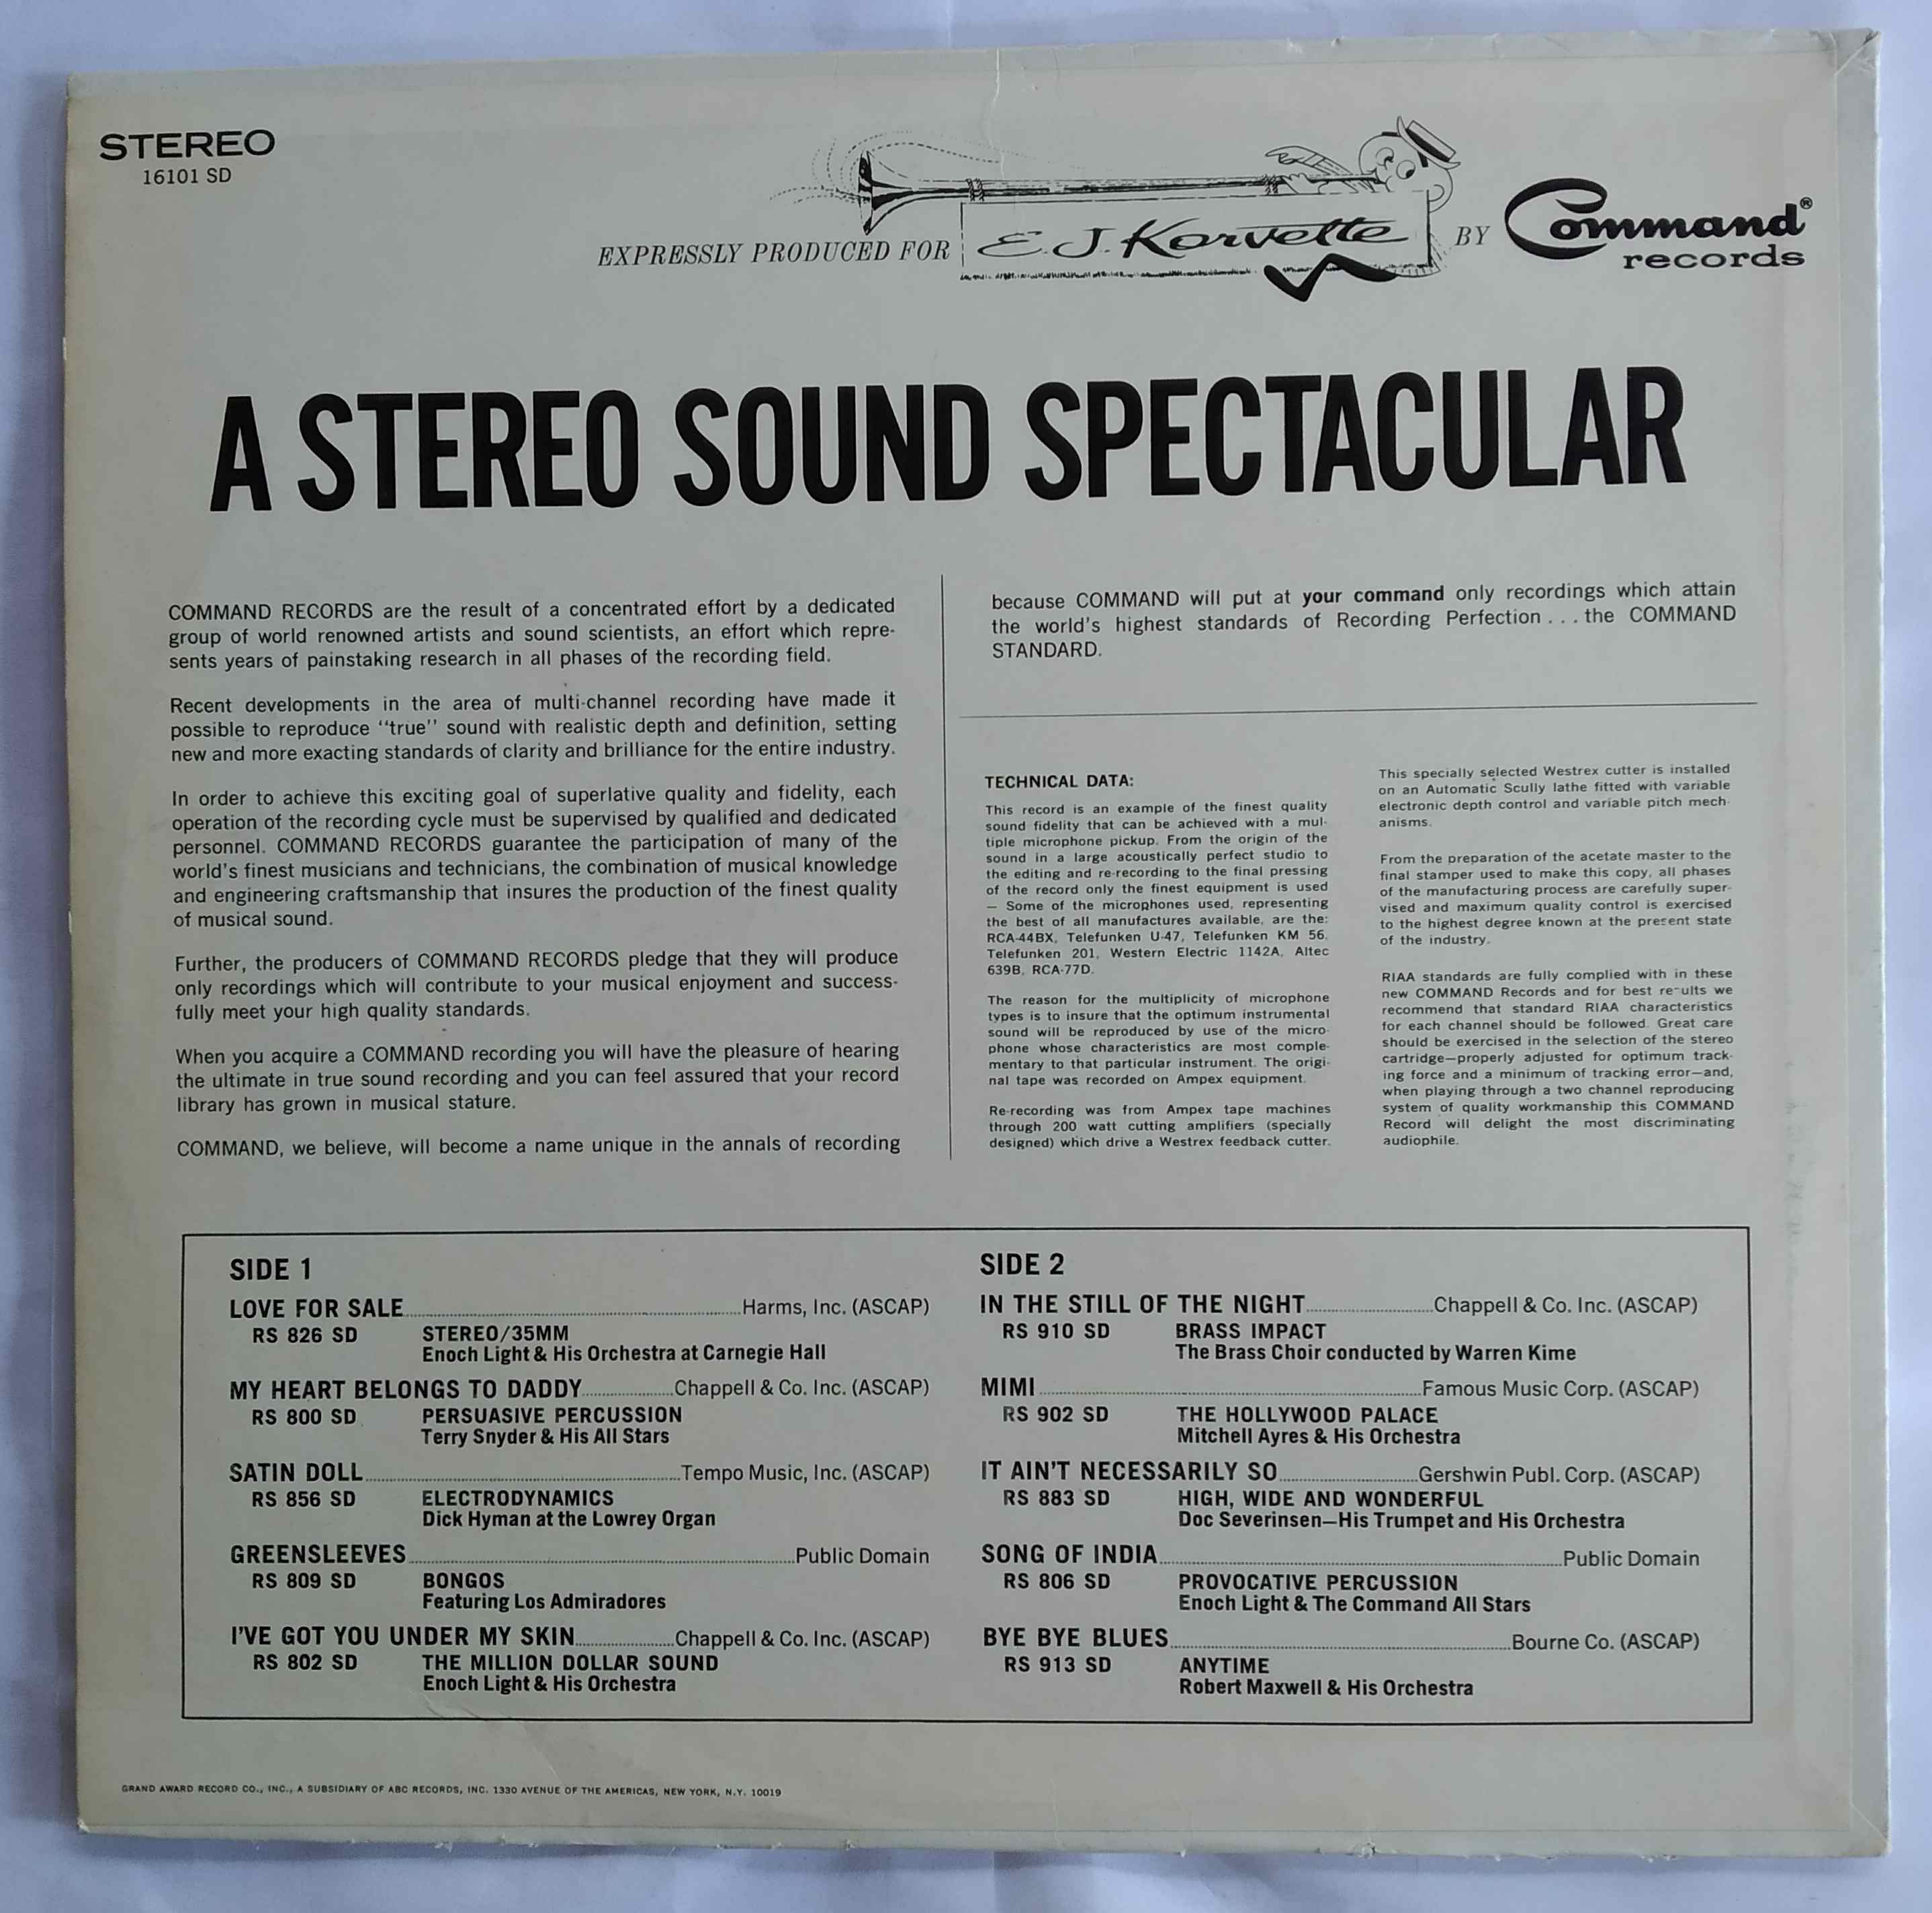 STEREO
16101 SD
EXPRESSLY PRODUCED FOR E. J. Korvette BY Command®
records
A STEREO SOUND SPECTACULAR
COMMAND RECORDS are the result of a concentrated effort by a dedicated
group of world renowned artists and sound scientists, an effort which repre-
sents years of painstaking research in all phases of the recording field.
Recent developments in the area of multi-channel recording have made it
possible to reproduce “true” sound with realistic depth and definition, setting
new and more exacting standards of clarity and brilliance for the entire industry.
In order to achieve this exciting goal of superlative quality and fidelity, each
operation of the recording cycle must be supervised by qualified and dedicated
personnel. COMMAND RECORDS guarantee the participation of many of the
world's finest musicians and technicians, the combination of musical knowledge
and engineering craftsmanship that insures the production of the finest quality
of musical sound.
Further, the producers of COMMAND RECORDS pledge that they will produce
only recordings which will contribute to your musical enjoyment and success-
fully meet your high quality standards.
When you acquire a COMMAND recording you will have the pleasure of hearing
the ultimate in true sound recording and you can feel assured that your record
library has grown in musical stature.
COMMAND, we believe, will become a name unique in the annals of recording
because COMMAND will put at your command only recordings which attain
the world's highest standards of Recording Perfection . . . the COMMAND
STANDARD.
TECHNICAL DATA:
This record is an example of the finest quality
sound fidelity that can be achieved with a mul-
tiple microphone pickup. From the origin of the
sound in a large acoustically perfect studio to
the editing and re-recording to the final pressing
of the record only the finest equipment is used
— Some of the microphones used, representing
the best of all manufactures available, are the:
RCA-44BX, Telefunken U-47, Telefunken KM 56,
Telefunken 201, Western Electric 1142A, Altec
639B, RCA-77D.
The reason for the multiplicity of microphone
types is to insure that the optimum instrumental
sound will be reproduced by use of the micro-
phone whose characteristics are most comple-
mentary to that particular instrument. The origi-
nal tape was recorded on Ampex equipment.
Re-recording was from Ampex tape machines
through 200 watt cutting amplifiers (specially
designed) which drive a Westrex feedback cutter.
This specially selected Westrex cutter is installed
on an Automatic Scully lathe fitted with variable
electronic depth control and variable pitch mech-
anisms.
From the preparation of the acetate master to the
final stamper used to make this copy, all phases
of the manufacturing process are carefully super-
vised and maximum quality control is exercised
to the highest degree known at the present state
of the industry.
RIAA standards are fully complied with in these
new COMMAND Records and for best results we
recommend that standard RIAA characteristics
for each channel should be followed. Great care
should be exercised in the selection of the stereo
cartridge—properly adjusted for optimum track-
ing force and a minimum of tracking error—and,
when playing through a two channel reproducing
system of quality workmanship this COMMAND
Record will delight the most discriminating
audiophile.
SIDE 1
LOVE FOR SALE Harms, Inc. (ASCAP)
RS 826 SD STEREO/35MM
Enoch Light & His Orchestra at Carnegie Hall
MY HEART BELONGS TO DADDY Chappell & Co. Inc. (ASCAP)
RS 800 SD PERSUASIVE PERCUSSION
Terry Snyder & His All Stars
SATIN DOLL Tempo Music, Inc. (ASCAP)
RS 856 SD ELECTRODYNAMICS
Dick Hyman at the Lowrey Organ
GREENSLEEVES Public Domain
RS 809 SD BONGOS
Featuring Los Admiradores
I'VE GOT YOU UNDER MY SKIN Chappell & Co. Inc. (ASCAP)
RS 802 SD THE MILLION DOLLAR SOUND
Enoch Light & His Orchestra
SIDE 2
IN THE STILL OF THE NIGHT Chappell & Co. Inc. (ASCAP)
RS 910 SD BRASS IMPACT
The Brass Choir conducted by Warren Kime
MIMI Famous Music Corp. (ASCAP)
RS 902 SD THE HOLLYWOOD PALACE
Mitchell Ayres & His Orchestra
IT AIN'T NECESSARILY SO Gershwin Publ. Corp. (ASCAP)
RS 883 SD HIGH, WIDE AND WONDERFUL
Doc Severinsen—His Trumpet and His Orchestra
SONG OF INDIA Public Domain
RS 806 SD PROVOCATIVE PERCUSSION
Enoch Light & The Command All Stars
BYE BYE BLUES Bourne Co. (ASCAP)
RS 913 SD ANYTIME
Robert Maxwell & His Orchestra
GRAND AWARD RECORD CO., INC., A SUBSIDIARY OF ABC RECORDS, INC. 1330 AVENUE OF THE AMERICAS, NEW YORK, N.Y. 10019